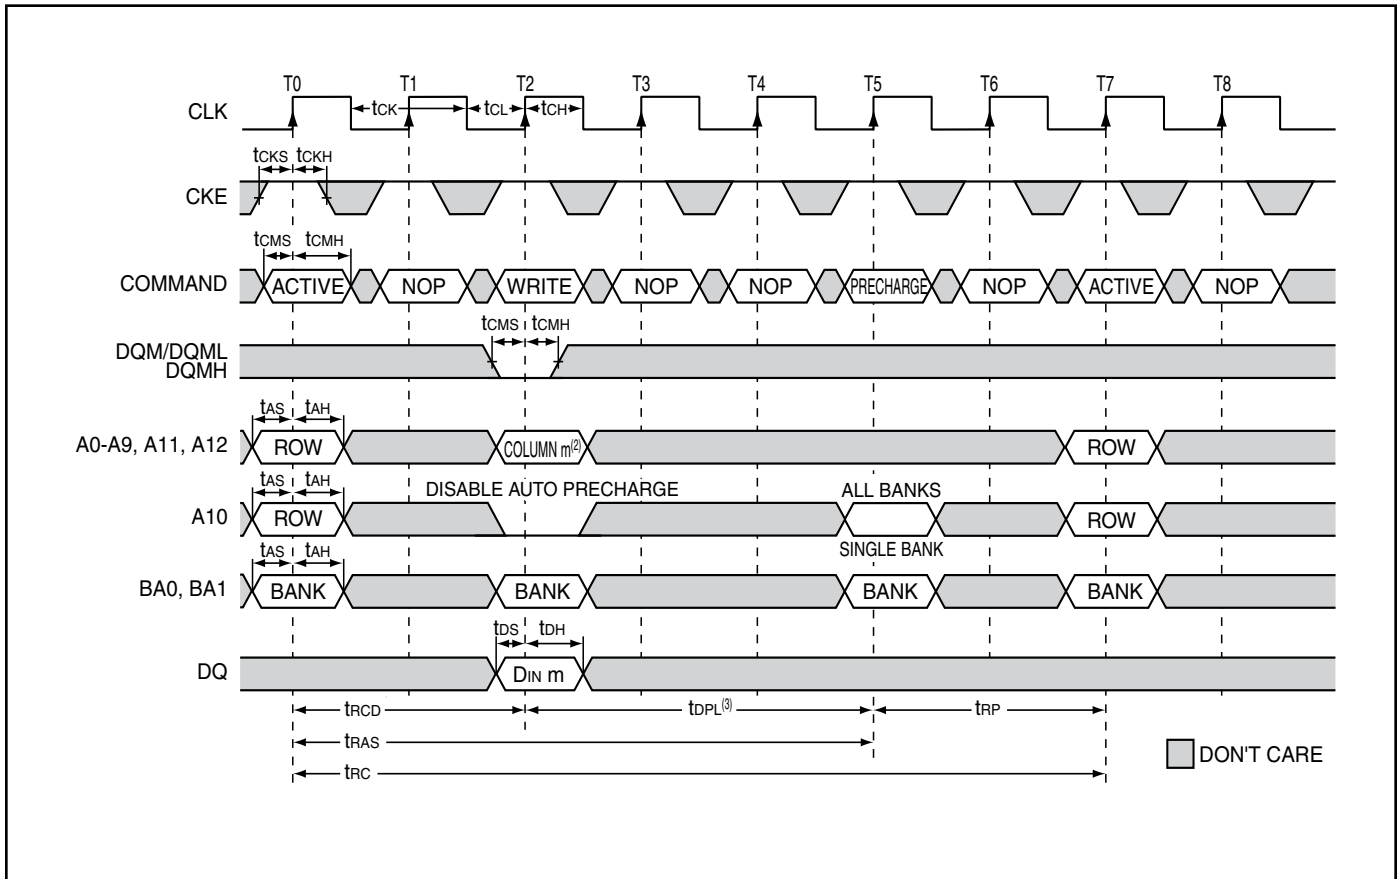 T0 T1 T2 T3 T4 T5 T6 T7 T8
CLK tCK tCL tCH
tCKS tCKH
CKE
tCMS tCMH
COMMAND ACTIVE NOP WRITE NOP NOP PRECHARGE NOP ACTIVE NOP
tCMS tCMH
DQM/DQML
DQMH
tAS tAH
A0-A9, A11, A12 ROW COLUMN m(2) ROW
tAS tAH DISABLE AUTO PRECHARGE ALL BANKS
A10 ROW ROW
tAS tAH SINGLE BANK
BA0, BA1 BANK BANK BANK BANK
tDS tDH
DQ DIN m
tRCD tDPL(3) tRP
tRAS
DON'T CARE
tRC